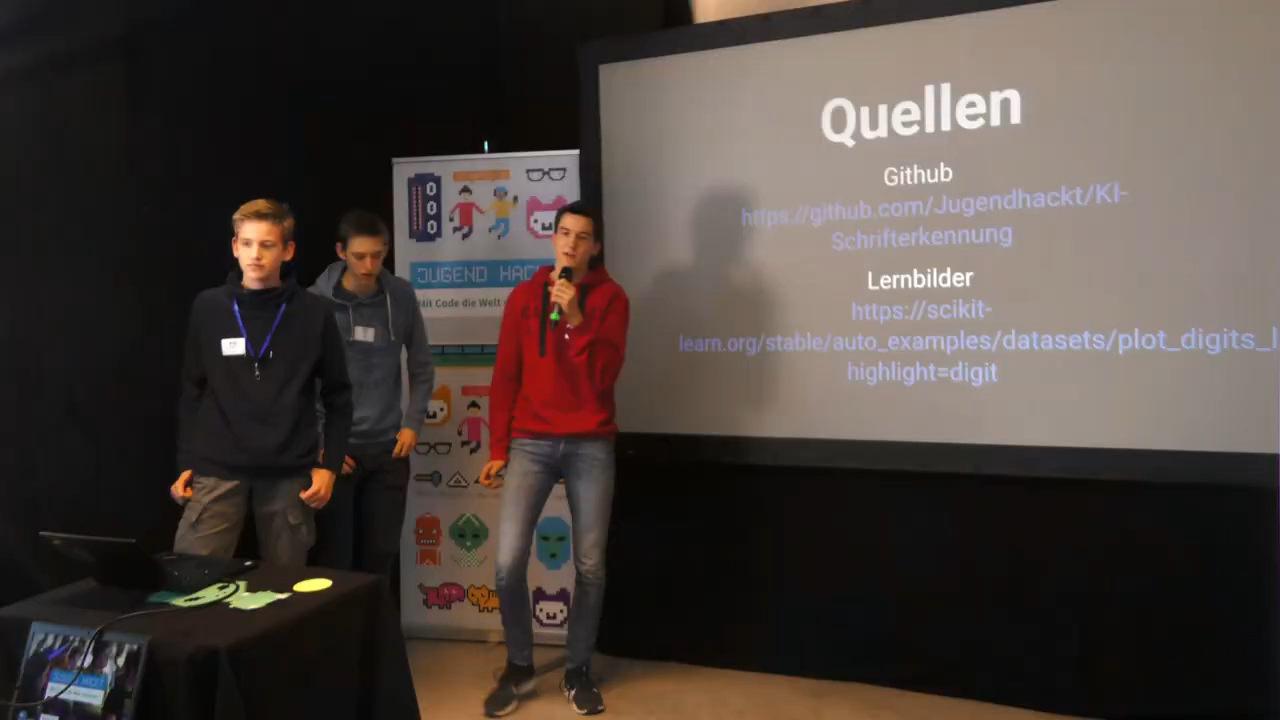 Quellen
Github
https://github.com/Jugendhackt/KI-
Schrifterkennung
Lernbilder
https://scikit-
learn.org/stable/auto_examples/datasets/plot_digits_l
highlight=digit
JUGEND HAC
Mit Code die Welt